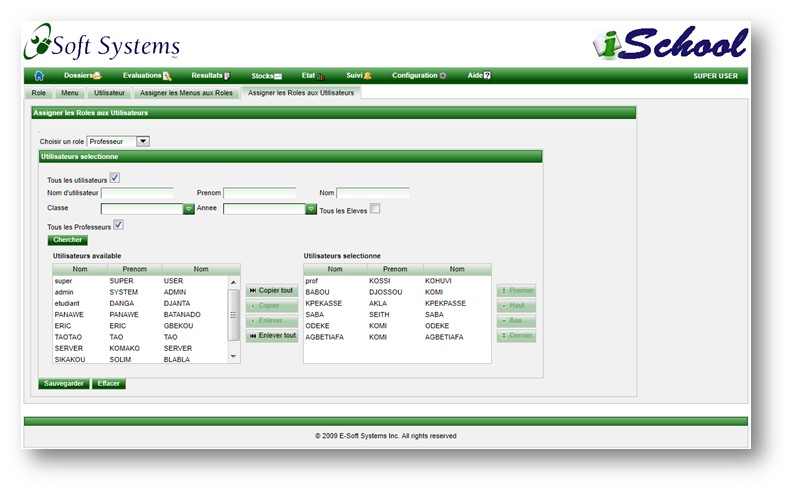 eSoft Systems Inc
iSchool
Dossiers Evaluations Resultats Stocks Etat Suivi Configuration Aide SUPER USER
Role Menu Utilisateur Assigner les Menus aux Roles Assigner les Roles aux Utilisateurs
Assigner les Roles aux Utilisateurs
Choisir un role Professeur
Utilisateurs selectionne
Tous les utilisateurs
Nom d'utilisateur Prenom Nom
Classe Annee Tous les Eleves
Tous les Professeurs
Chercher
Utilisateurs available Utilisateurs selectionne
Nom Prenom Nom Nom Prenom Nom
super SUPER USER prof KOSSI KOHUVI
admin SYSTEM ADMIN Copier tout BABOU DJOSSOU KOMI Premier
etudiant DANGA DJANTA Copier KPEKASSE AKLA KPEKPASSE Haut
PANAWE PANAWE BATANADO Enlever SABA SEITH SABA Bas
ERIC ERIC GBEKOU Enlever tout ODEKE KOMI ODEKE Dernier
TAOTAO TAO TAO AGBETIAFA KOMI AGBETIAFA
SERVER KOMAKO SERVER
SIKAKOU SOLIM BLABLA
Sauvegarder Effacer
© 2009 E-Soft Systems Inc. All rights reserved